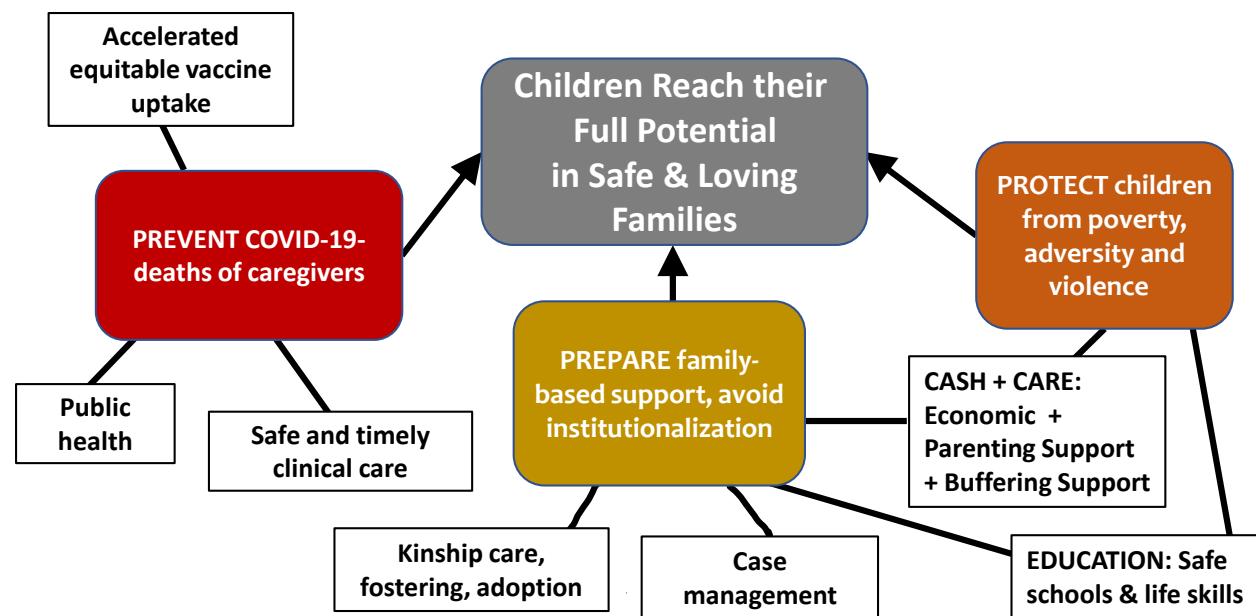 Accelerated
equitable vaccine
uptake
Children Reach their
Full Potential
in Safe & Loving
Families
PREVENT COVID-19-
deaths of caregivers
PROTECT children
from poverty,
adversity and
violence
PREPARE family-
based support, avoid
institutionalization
Public
health
Safe and timely
clinical care
CASH + CARE:
Economic +
Parenting Support
+ Buffering Support
Kinship care,
fostering, adoption
Case
management
EDUCATION: Safe
schools & life skills